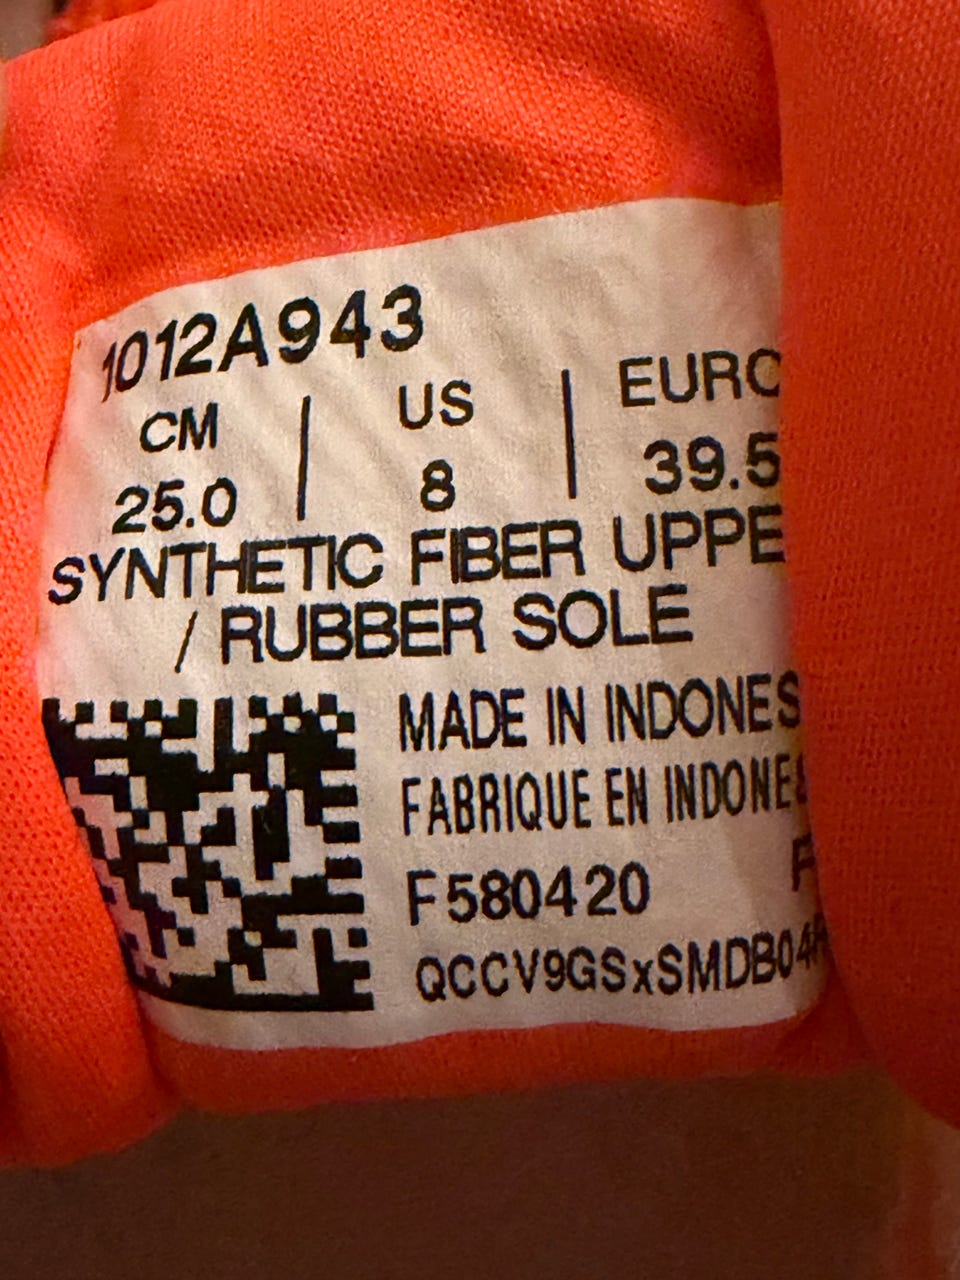 1012A943
CM | US | EURO
25.0 | 8 | 39.5
SYNTHETIC FIBER UPPE
/ RUBBER SOLE
MADE IN INDONES
FABRIQUE EN INDONE
F580420 F
QCCV9GSxSMDB04